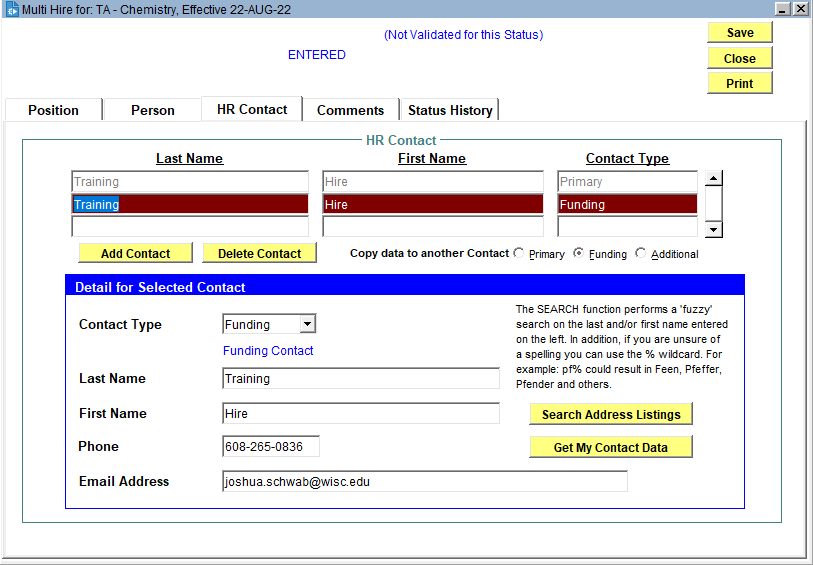 Multi Hire for: TA - Chemistry, Effective 22-AUG-22
(Not Validated for this Status)
Save
ENTERED
Close
Print
Position Person HR Contact Comments Status History
HR Contact
Last Name First Name Contact Type
Training Hire Primary
Training Hire Funding
Add Contact Delete Contact Copy data to another Contact Primary Funding Additional
Detail for Selected Contact
Contact Type Funding
Funding Contact
The SEARCH function performs a 'fuzzy'
search on the last and/or first name entered
on the left. In addition, if you are unsure of
a spelling you can use the % wildcard. For
example: pf% could result in Feen, Pfeffer,
Pfender and others.
Last Name Training
First Name Hire Search Address Listings
Phone 608-265-0836 Get My Contact Data
Email Address joshua.schwab@wisc.edu